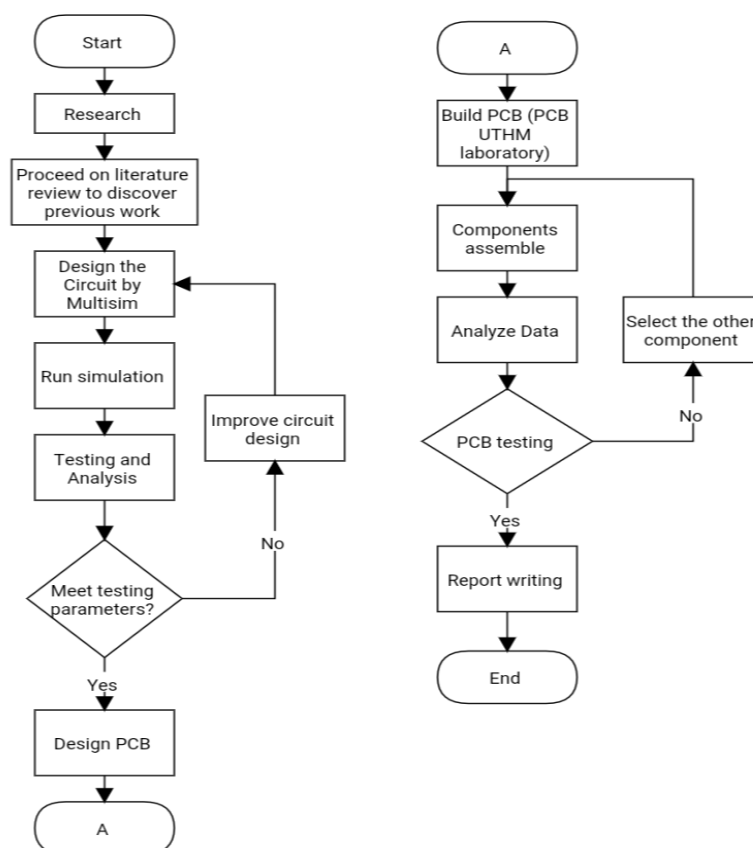 Start
Research
Proceed on literature
review to discover
previous work
Design the
Circuit by
Multisim
Run simulation
Improve circuit
design
Testing and
Analysis
No
Meet testing
parameters?
Yes
Design PCB
A
A
Build PCB (PCB
UTHM
laboratory)
Components
assemble
Analyze Data
Select the other
component
No
PCB testing
Yes
Report writing
End